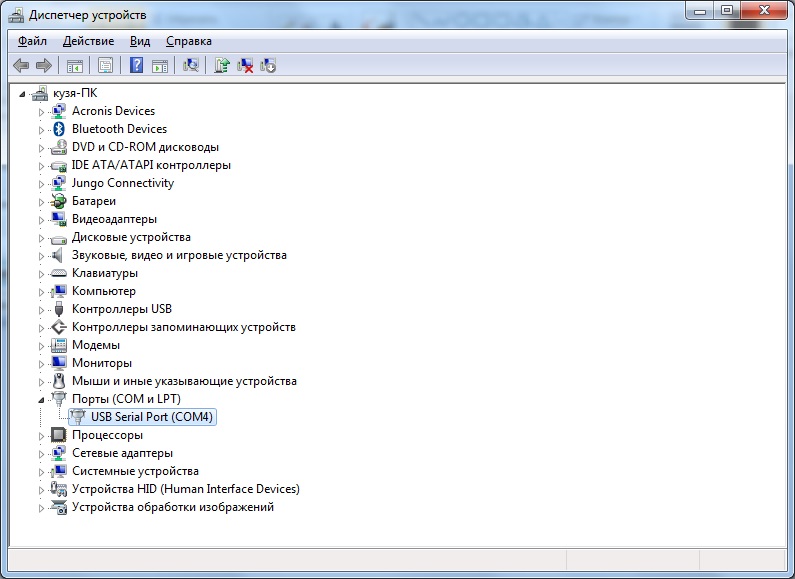 Диспетчер устройств
Файл Действие Вид Справка
кузя-ПК
Acronis Devices
Bluetooth Devices
DVD и CD-ROM дисководы
IDE ATA/ATAPI контроллеры
Jungo Connectivity
Батареи
Видеоадаптеры
Дисковые устройства
Звуковые, видео и игровые устройства
Клавиатуры
Компьютер
Контроллеры USB
Контроллеры запоминающих устройств
Модемы
Мониторы
Мыши и иные указывающие устройства
Порты (COM и LPT)
USB Serial Port (COM4)
Процессоры
Сетевые адаптеры
Системные устройства
Устройства HID (Human Interface Devices)
Устройства обработки изображений